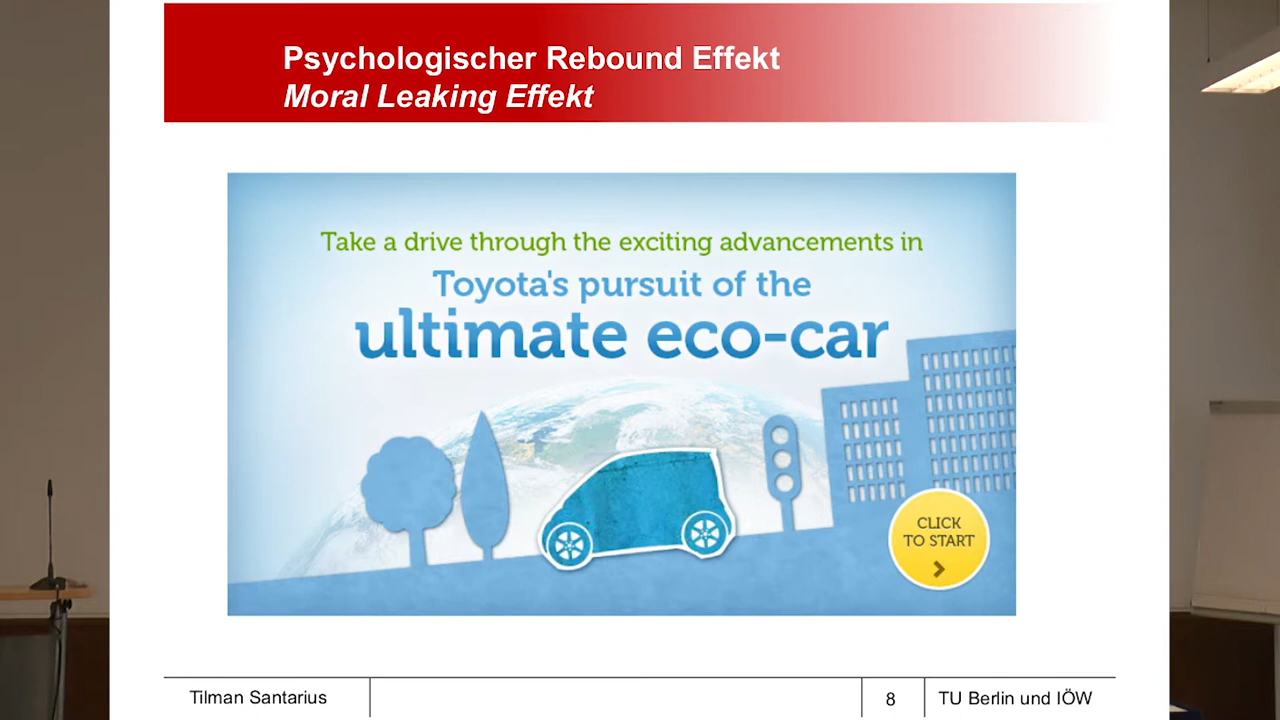 Psychologischer Rebound Effekt
Moral Leaking Effekt
Take a drive through the exciting advancements in
Toyota's pursuit of the
ultimate eco-car
CLICK
TO START
Tilman Santarius
8
TU Berlin und IÖW